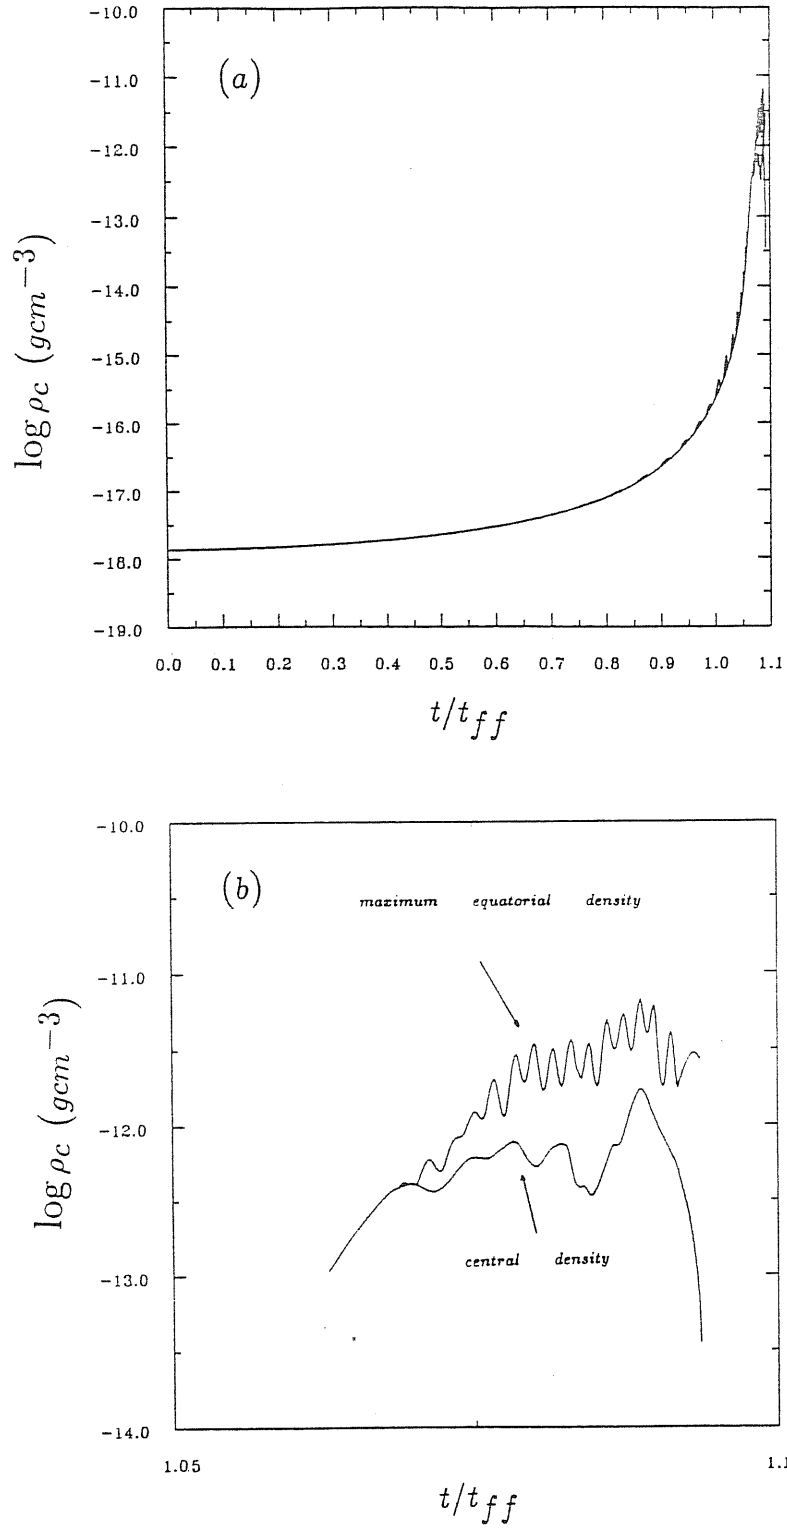 (a)
-10.0
-11.0
-12.0
-13.0
-14.0
-15.0
-16.0
-17.0
-18.0
-19.0
log ρc (gcm−3)
0.0 0.1 0.2 0.3 0.4 0.5 0.6 0.7 0.8 0.9 1.0 1.1
t/tff
(b)
-10.0
-11.0
-12.0
-13.0
-14.0
log ρc (gcm−3)
maximum equatorial density
central density
1.05 1.1
t/tff